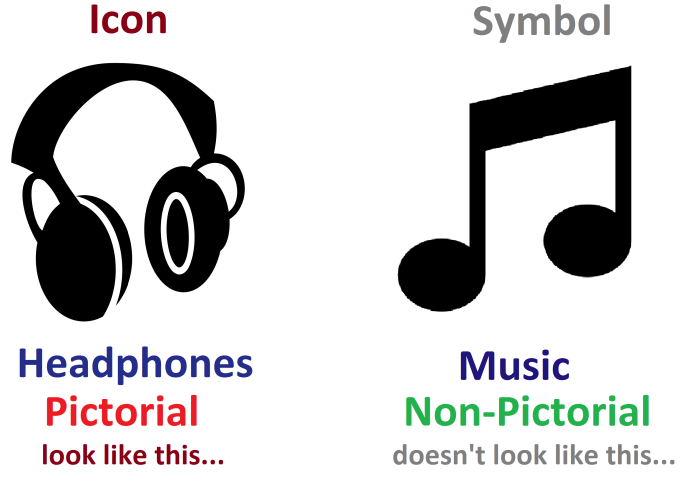 Icon
Symbol
Headphones
Music
Pictorial
Non-Pictorial
look like this...
doesn't look like this...